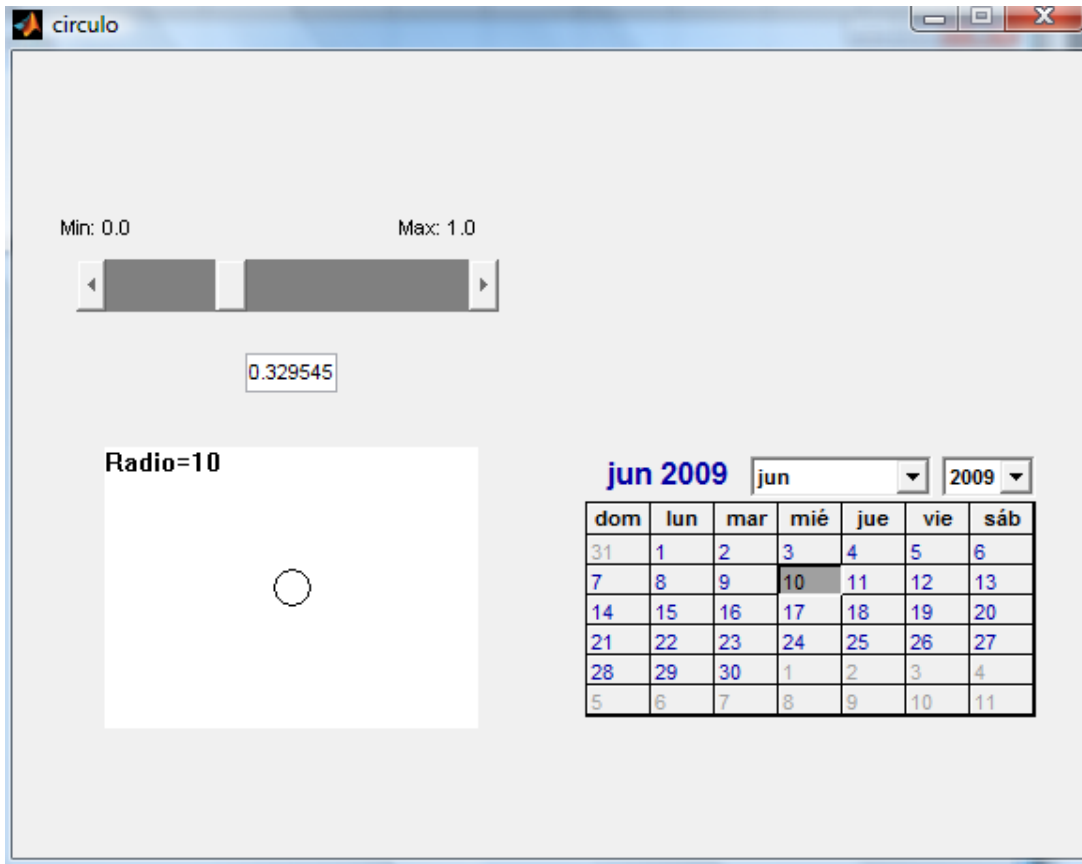 circulo
Min: 0.0 Max: 1.0
0.329545
Radio=10
jun 2009 jun 2009
dom lun mar mié jue vie sáb
31 1 2 3 4 5 6
7 8 9 10 11 12 13
14 15 16 17 18 19 20
21 22 23 24 25 26 27
28 29 30 1 2 3 4
5 6 7 8 9 10 11